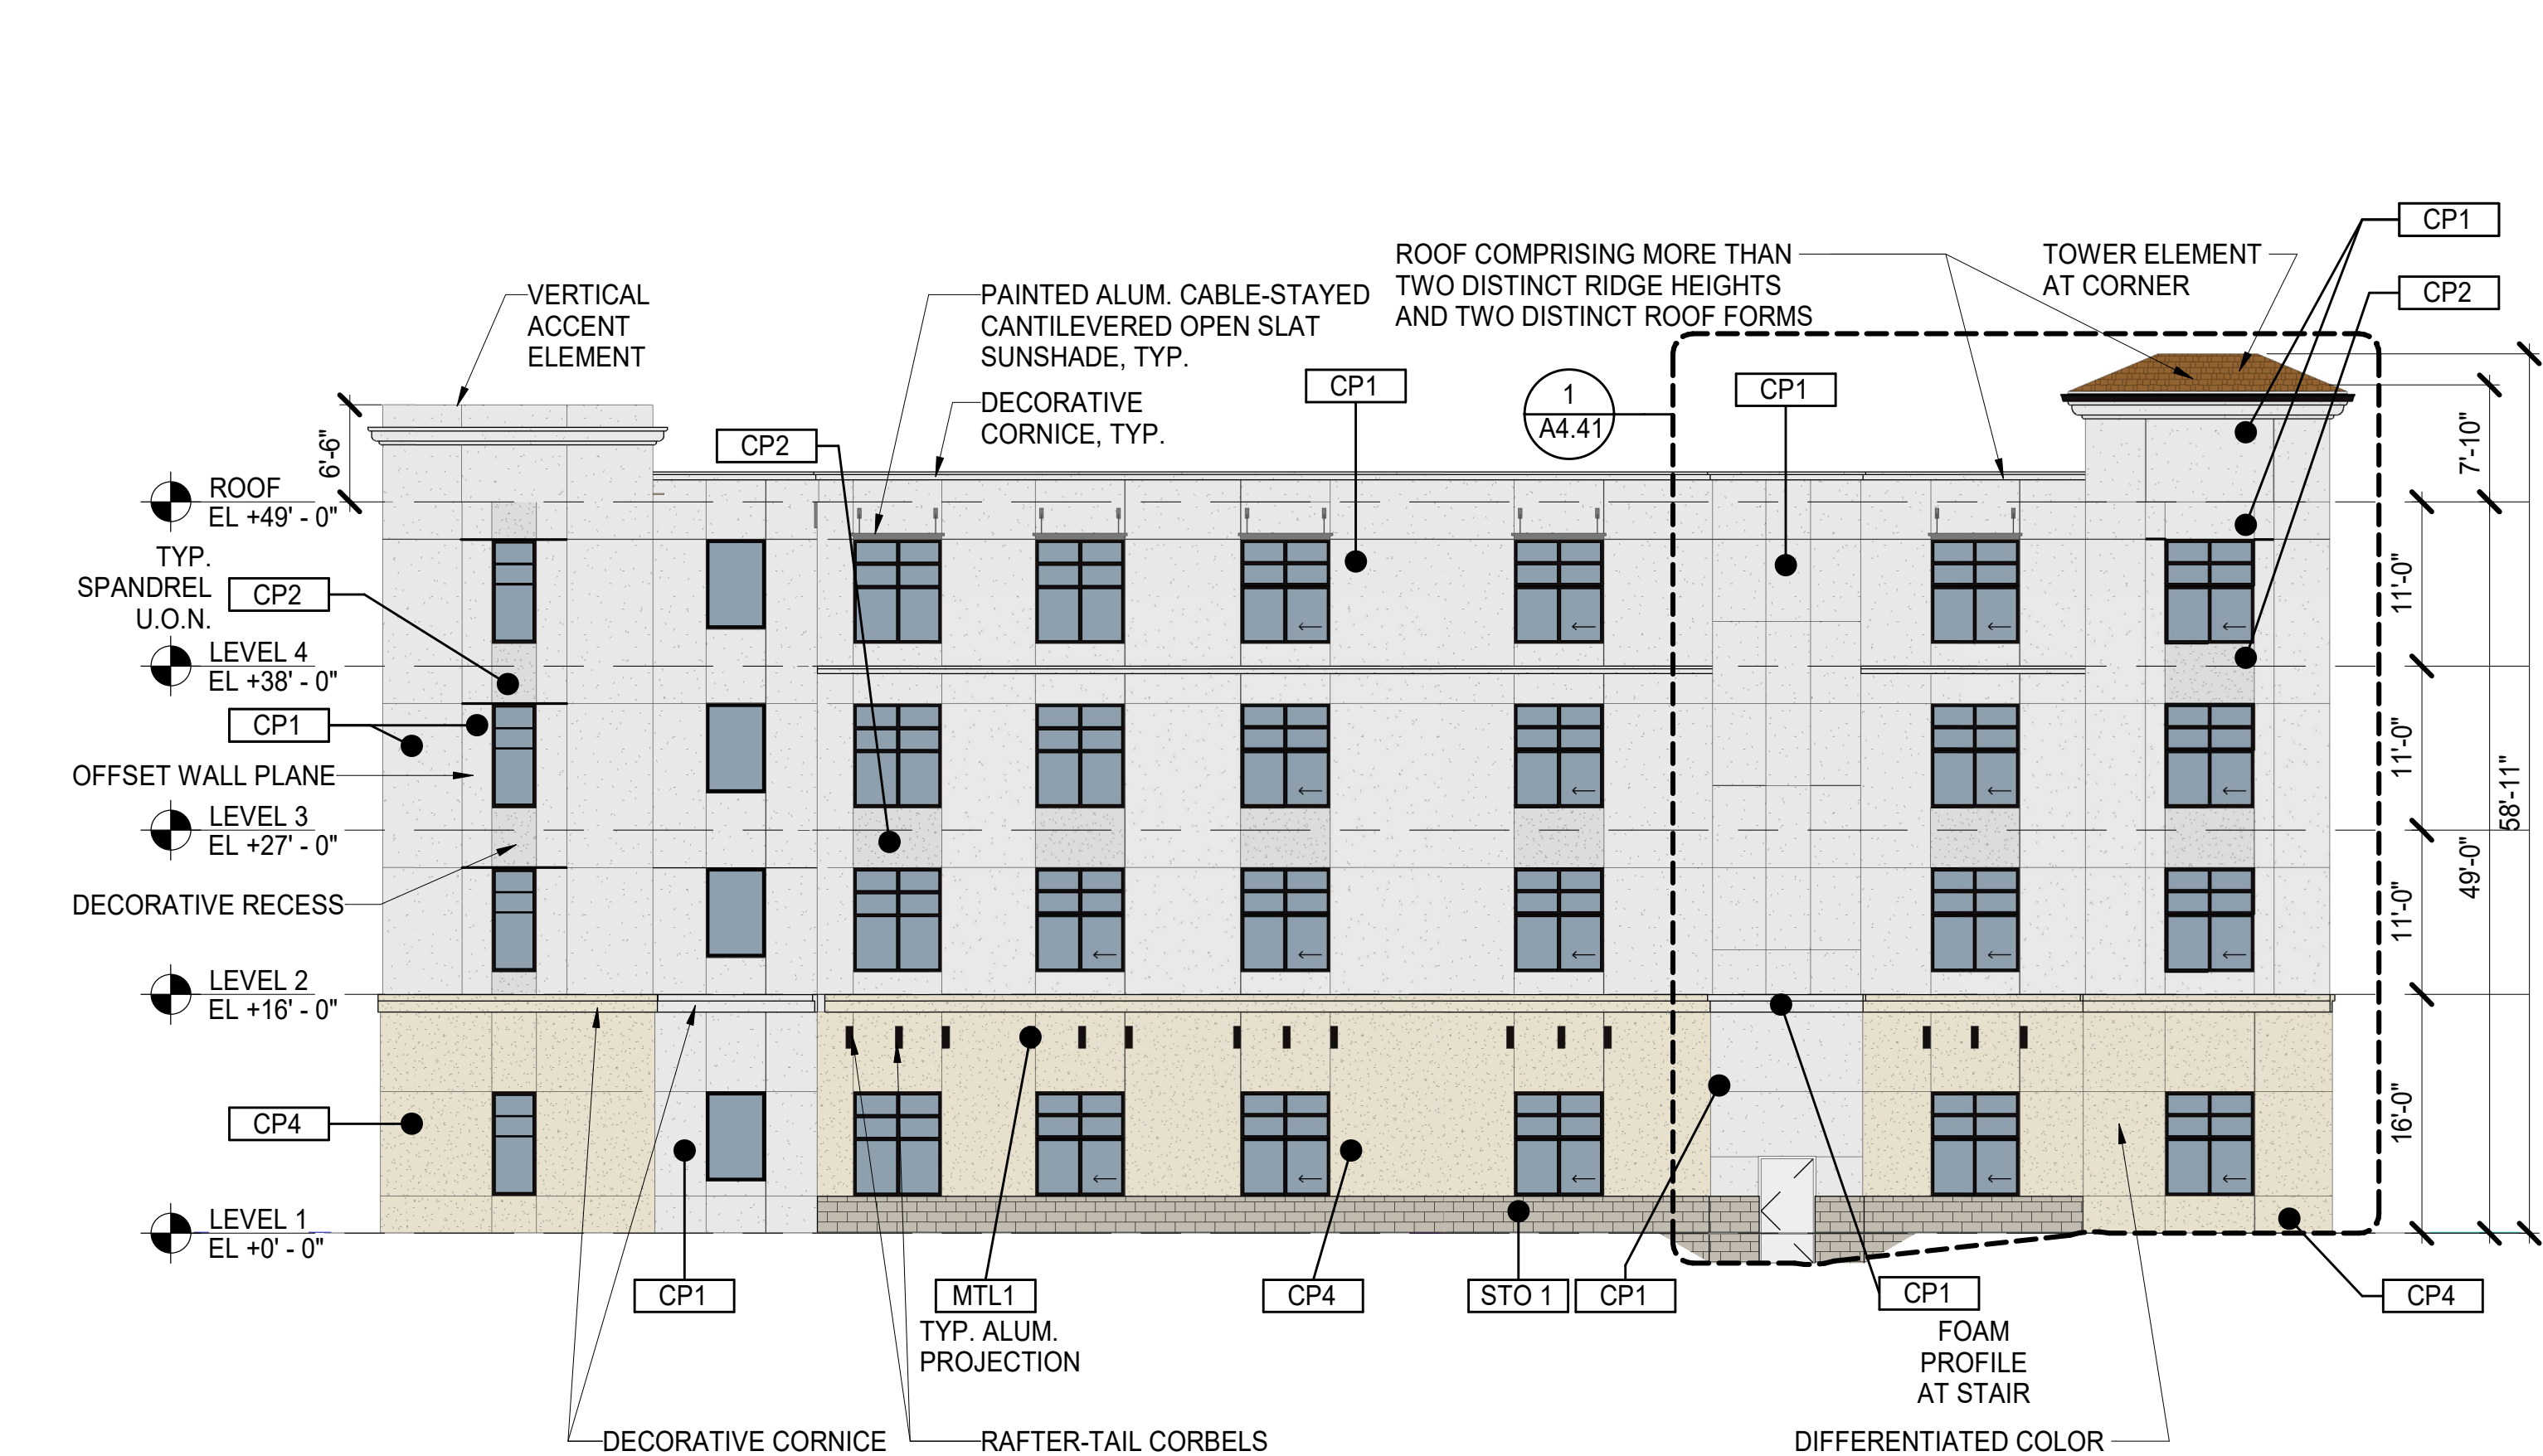 CP1
ROOF COMPRISING MORE THAN
TWO DISTINCT RIDGE HEIGHTS
AND TWO DISTINCT ROOF FORMS
TOWER ELEMENT
AT CORNER
CP2
VERTICAL
ACCENT
ELEMENT
PAINTED ALUM. CABLE-STAYED
CANTILEVERED OPEN SLAT
SUNSHADE, TYP.
DECORATIVE
CORNICE, TYP.
CP1
1
A4.41
CP1
CP2
6'-6"
7'-10"
ROOF
EL +49' - 0"
TYP.
SPANDREL
U.O.N.
CP2
11'-0"
LEVEL 4
EL +38' - 0"
CP1
OFFSET WALL PLANE
11'-0"
58'-11"
LEVEL 3
EL +27' - 0"
49'-0"
DECORATIVE RECESS
11'-0"
LEVEL 2
EL +16' - 0"
CP4
16'-0"
LEVEL 1
EL +0' - 0"
CP1
MTL1
TYP. ALUM.
PROJECTION
CP4
STO 1
CP1
CP1
FOAM
PROFILE
AT STAIR
CP4
DECORATIVE CORNICE
RAFTER-TAIL CORBELS
DIFFERENTIATED COLOR